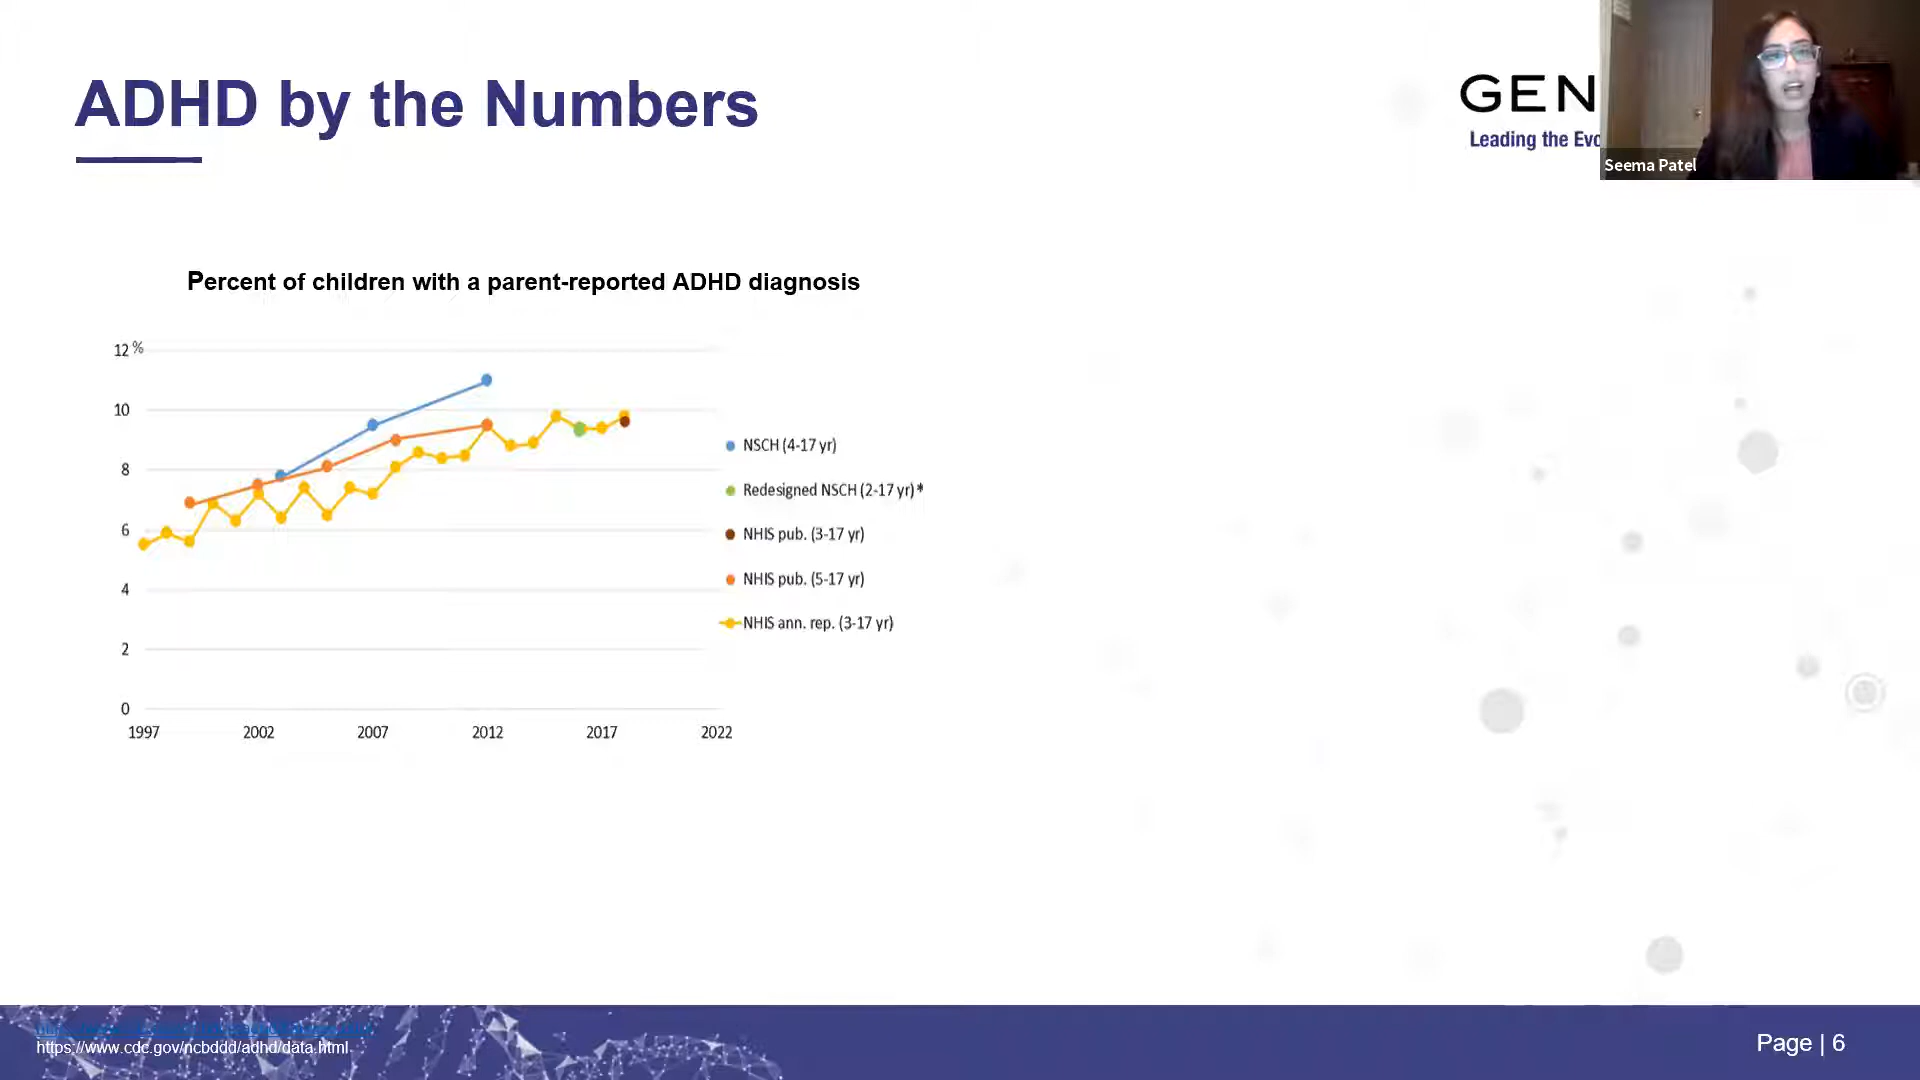 ADHD by the Numbers
GEN
Leading the Evo
Seema Patel
Percent of children with a parent-reported ADHD diagnosis
12 %
10
8
6
4
2
0
1997 2002 2007 2012 2017 2022
NSCH (4-17 yr)
Redesigned NSCH (2-17 yr)*
NHIS pub. (3-17 yr)
NHIS pub. (5-17 yr)
NHIS ann. rep. (3-17 yr)
https://www.cdc.gov/ncbddd/adhd/data.html
Page | 6